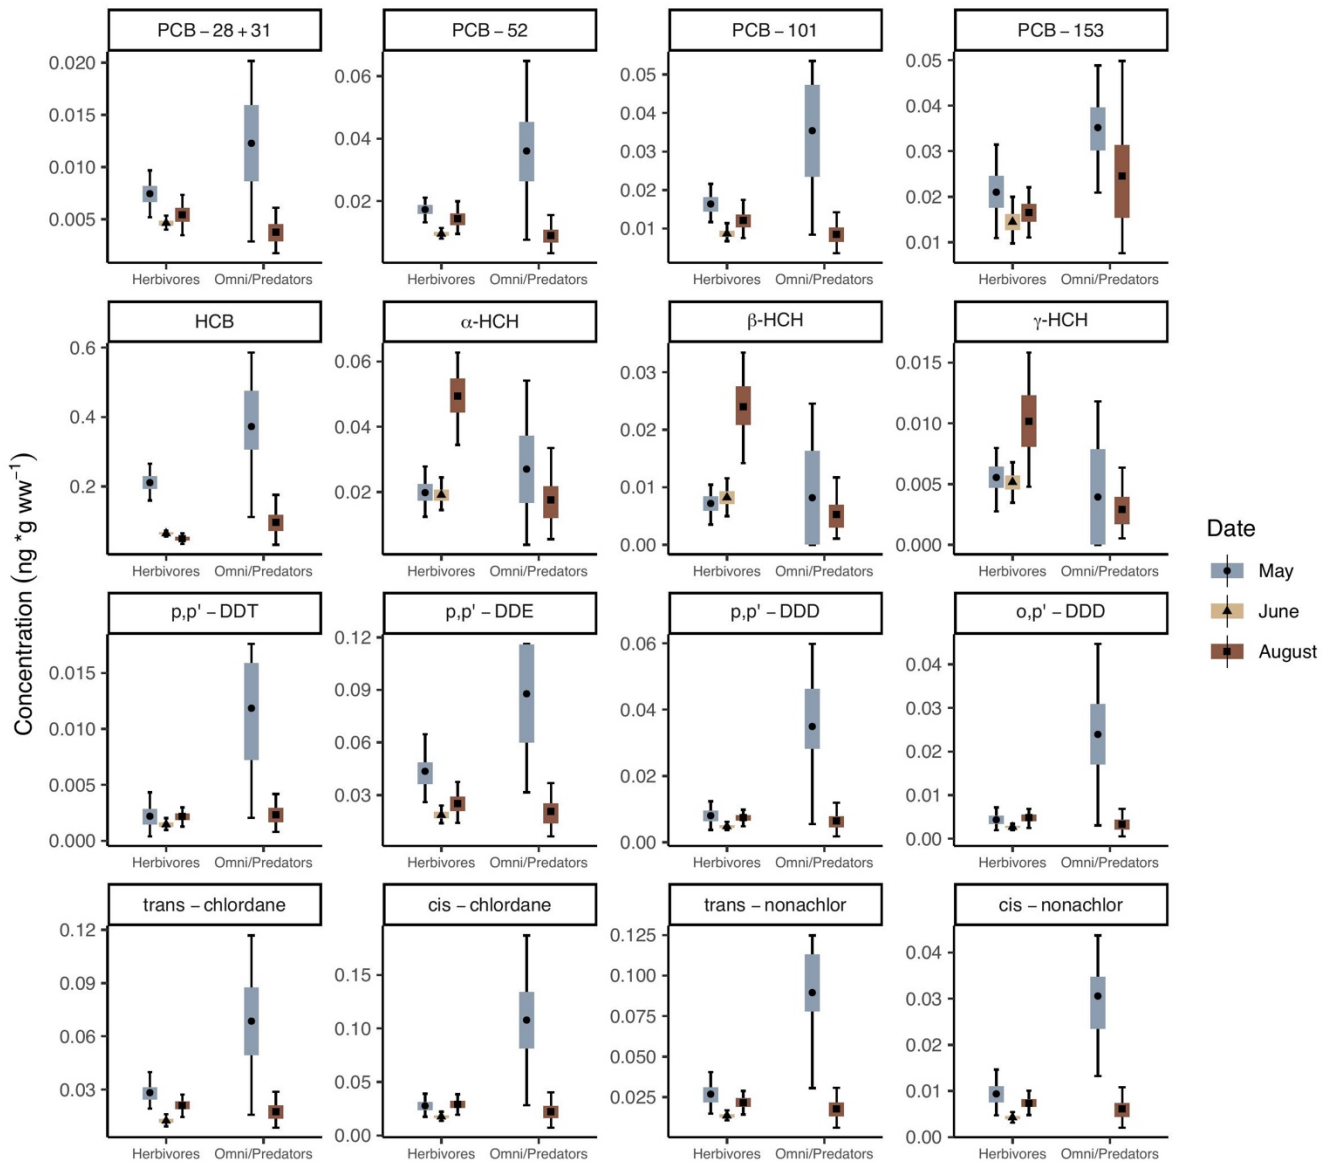 PCB – 28 + 31
PCB – 52
PCB – 101
PCB – 153
0.020
0.015
0.010
0.005
0.06
0.04
0.02
0.05
0.04
0.03
0.02
0.01
0.05
0.04
0.03
0.02
0.01
Herbivores Omni/Predators
Herbivores Omni/Predators
Herbivores Omni/Predators
Herbivores Omni/Predators
HCB
α-HCH
β-HCH
γ-HCH
0.6
0.4
0.2
0.06
0.04
0.02
0.03
0.02
0.01
0.00
0.015
0.010
0.005
0.000
Herbivores Omni/Predators
Herbivores Omni/Predators
Herbivores Omni/Predators
Herbivores Omni/Predators
Concentration (ng *g ww⁻¹)
p,p' – DDT
p,p' – DDE
p,p' – DDD
o,p' – DDD
0.015
0.010
0.005
0.000
0.12
0.09
0.06
0.03
0.06
0.04
0.02
0.00
0.04
0.03
0.02
0.01
0.00
Herbivores Omni/Predators
Herbivores Omni/Predators
Herbivores Omni/Predators
Herbivores Omni/Predators
trans – chlordane
cis – chlordane
trans – nonachlor
cis – nonachlor
0.12
0.09
0.06
0.03
0.15
0.10
0.05
0.00
0.125
0.100
0.075
0.050
0.025
0.04
0.03
0.02
0.01
0.00
Herbivores Omni/Predators
Herbivores Omni/Predators
Herbivores Omni/Predators
Herbivores Omni/Predators
Date
May
June
August